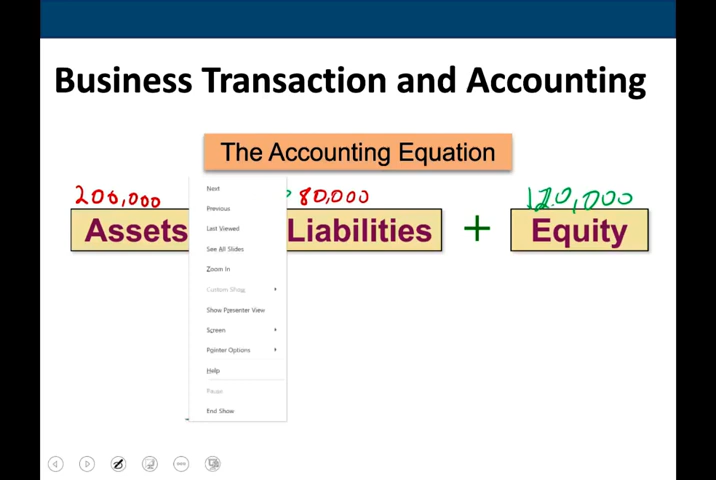 Business Transaction and Accounting
The Accounting Equation
200,000 80,000 120,000
Assets Liabilities + Equity
Next
Previous
Last Viewed
See All Slides
Zoom In
Custom Show
Show Presenter View
Screen
Pointer Options
Help
Pause
End Show